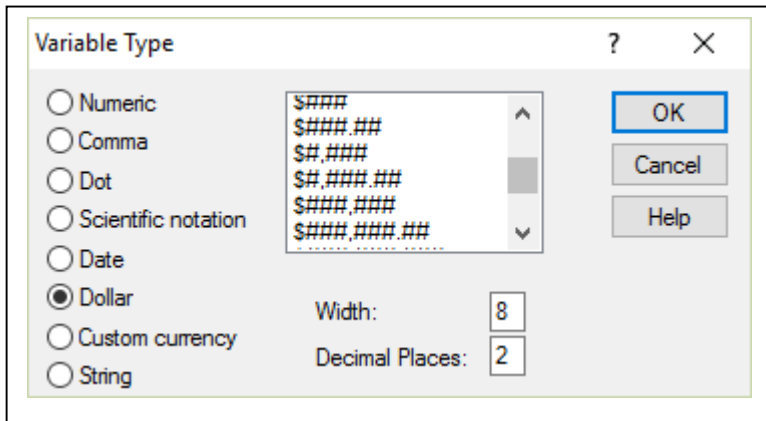 Variable Type ? X
Numeric
Comma
Dot
Scientific notation
Date
Dollar
Custom currency
String
$###
$###.##
$#,###
$#,###.##
$###,###
$###,###.##
Width: 8
Decimal Places: 2
OK
Cancel
Help